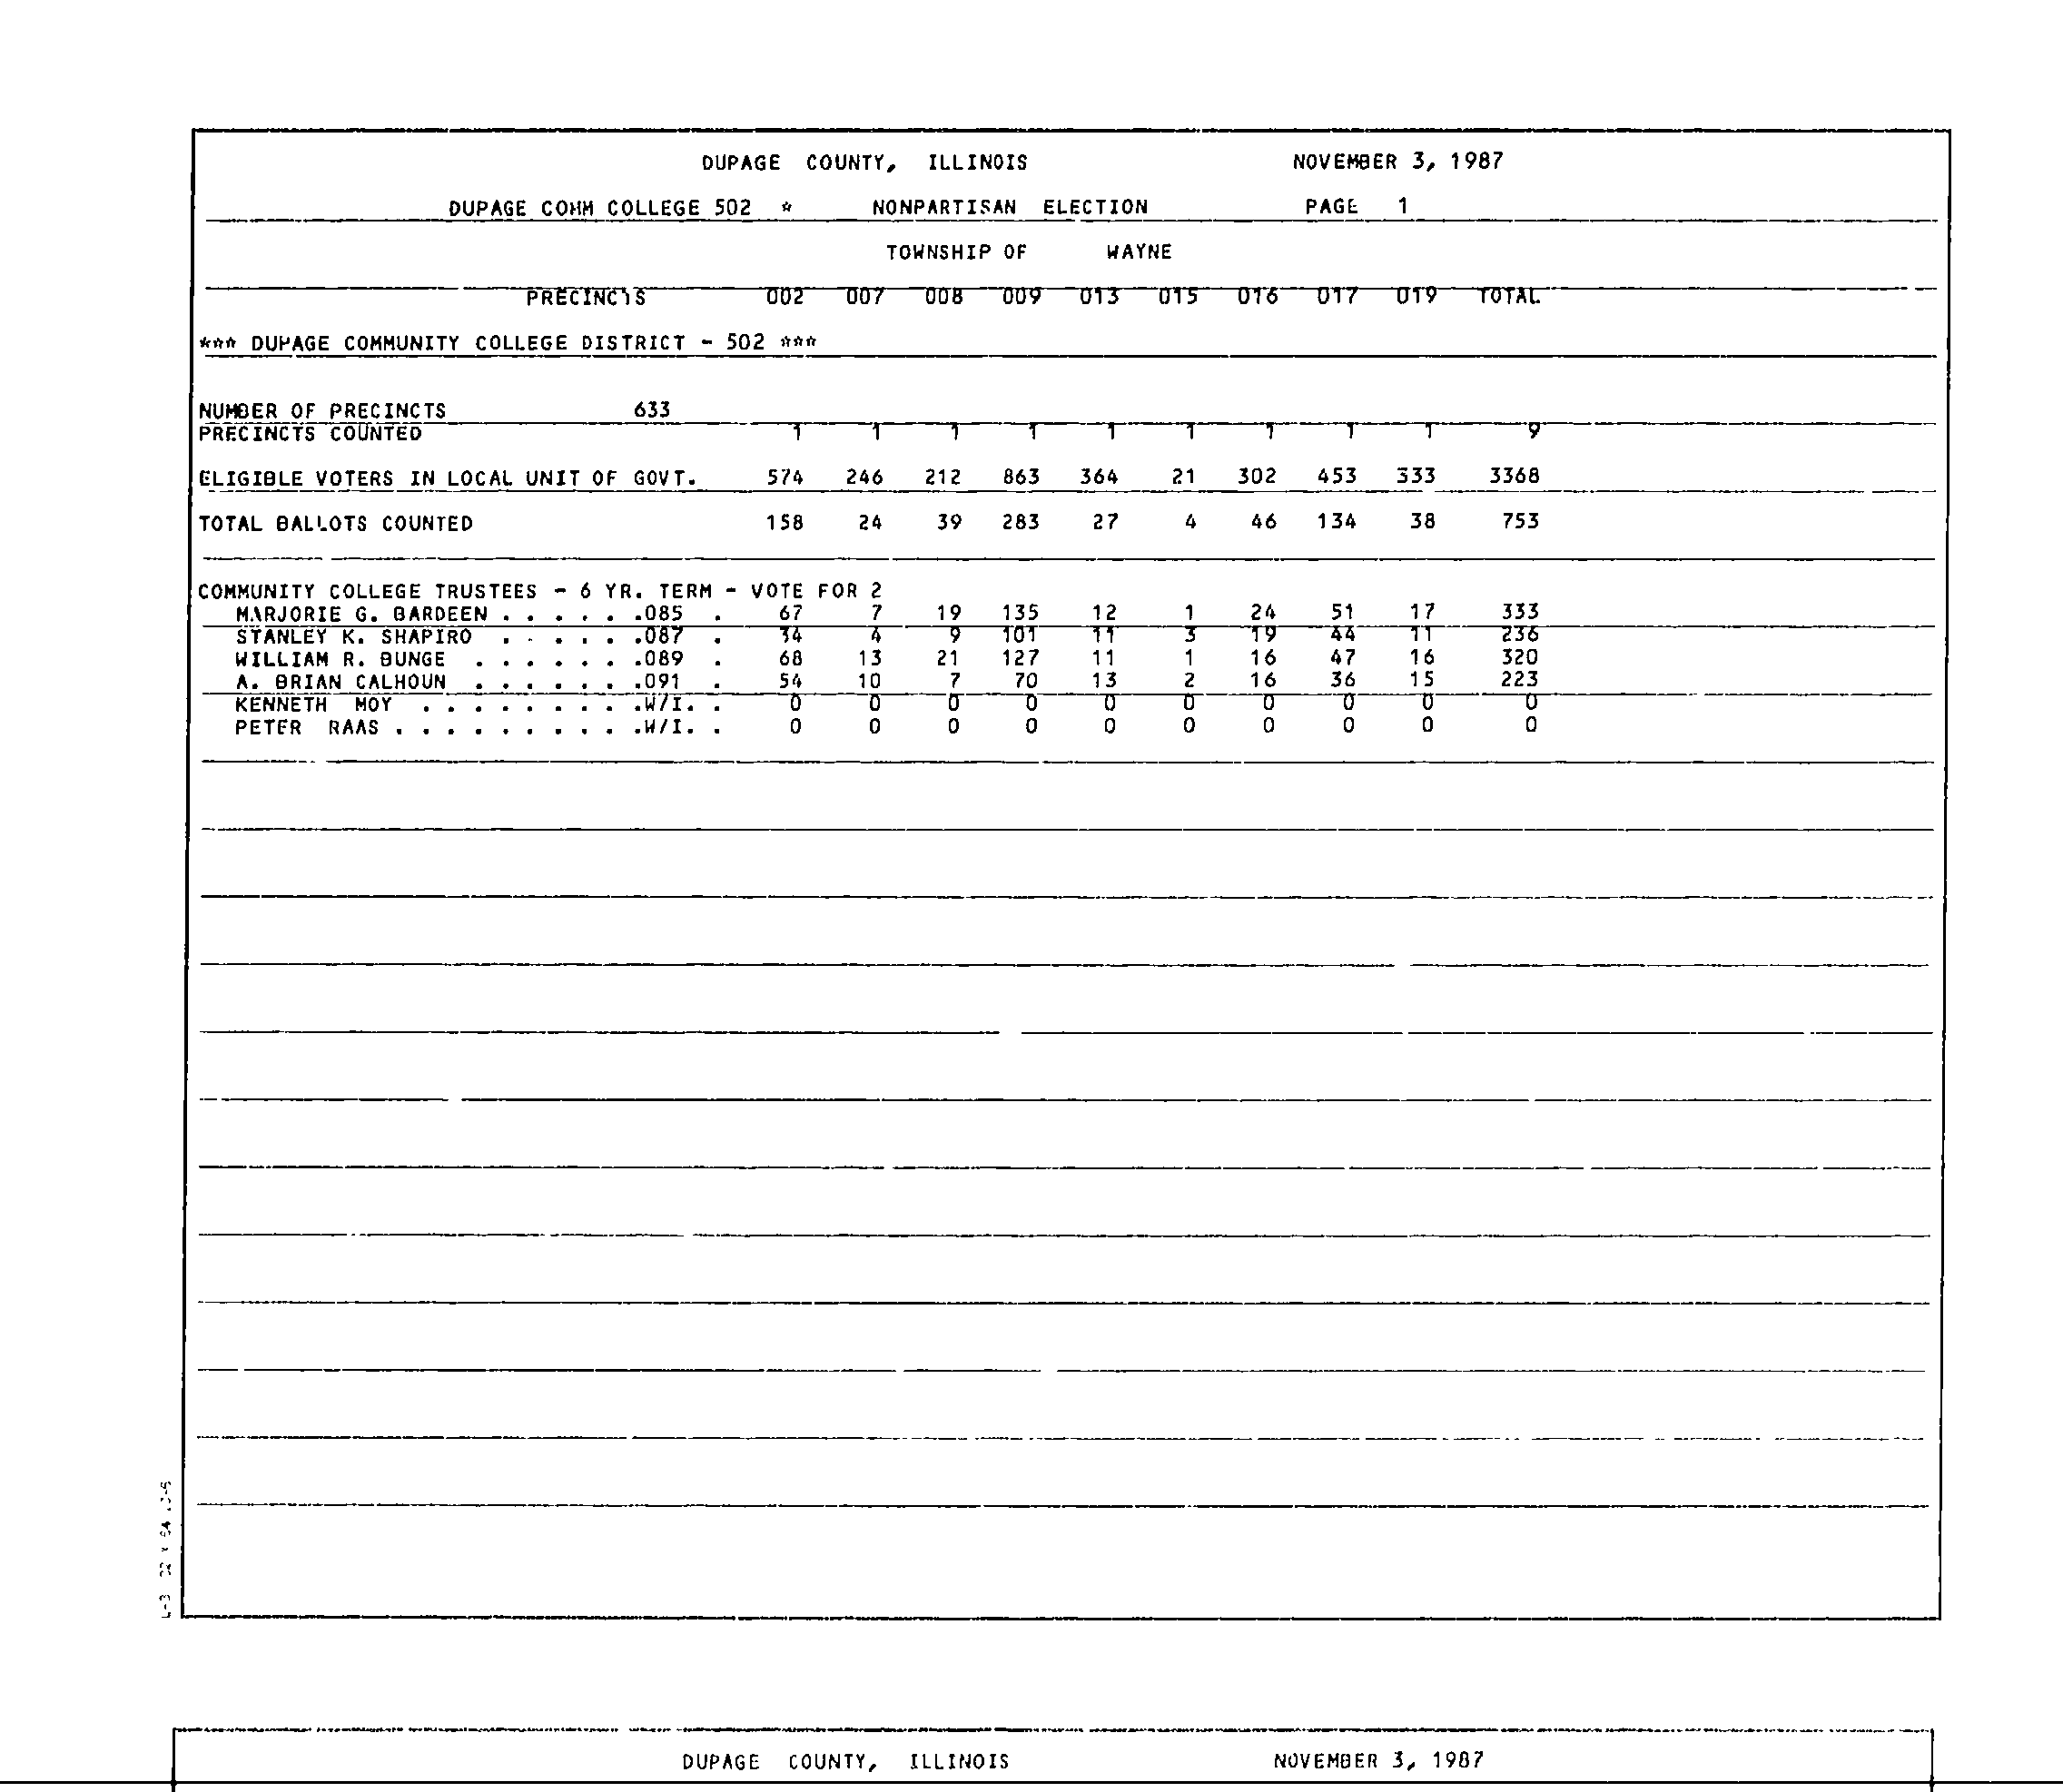 DUPAGE COUNTY, ILLINOIS NOVEMBER 3, 1987
DUPAGE COMM COLLEGE 502 * NONPARTISAN ELECTION PAGE 1
TOWNSHIP OF WAYNE
PRECINCTS 002 007 008 009 013 015 016 017 019 TOTAL
*** DUPAGE COMMUNITY COLLEGE DISTRICT - 502 ***
NUMBER OF PRECINCTS 633
PRECINCTS COUNTED 1 1 1 1 1 1 1 1 1 9
ELIGIBLE VOTERS IN LOCAL UNIT OF GOVT. 574 246 212 863 364 21 302 453 333 3368
TOTAL BALLOTS COUNTED 158 24 39 283 27 4 46 134 38 753
COMMUNITY COLLEGE TRUSTEES - 6 YR. TERM - VOTE FOR 2
MARJORIE G. BARDEEN . . . . . .085 . 67 7 19 135 12 1 24 51 17 333
STANLEY K. SHAPIRO . . . . . .087 . 34 4 9 101 11 3 19 44 11 236
WILLIAM R. BUNGE . . . . . . .089 . 68 13 21 127 11 1 16 47 16 320
A. BRIAN CALHOUN . . . . . . .091 . 54 10 7 70 13 2 16 36 15 223
KENNETH MOY . . . . . . . . .W/I. . 0 0 0 0 0 0 0 0 0 0
PETER RAAS . . . . . . . . . .W/I. . 0 0 0 0 0 0 0 0 0 0
DUPAGE COUNTY, ILLINOIS NOVEMBER 3, 1987